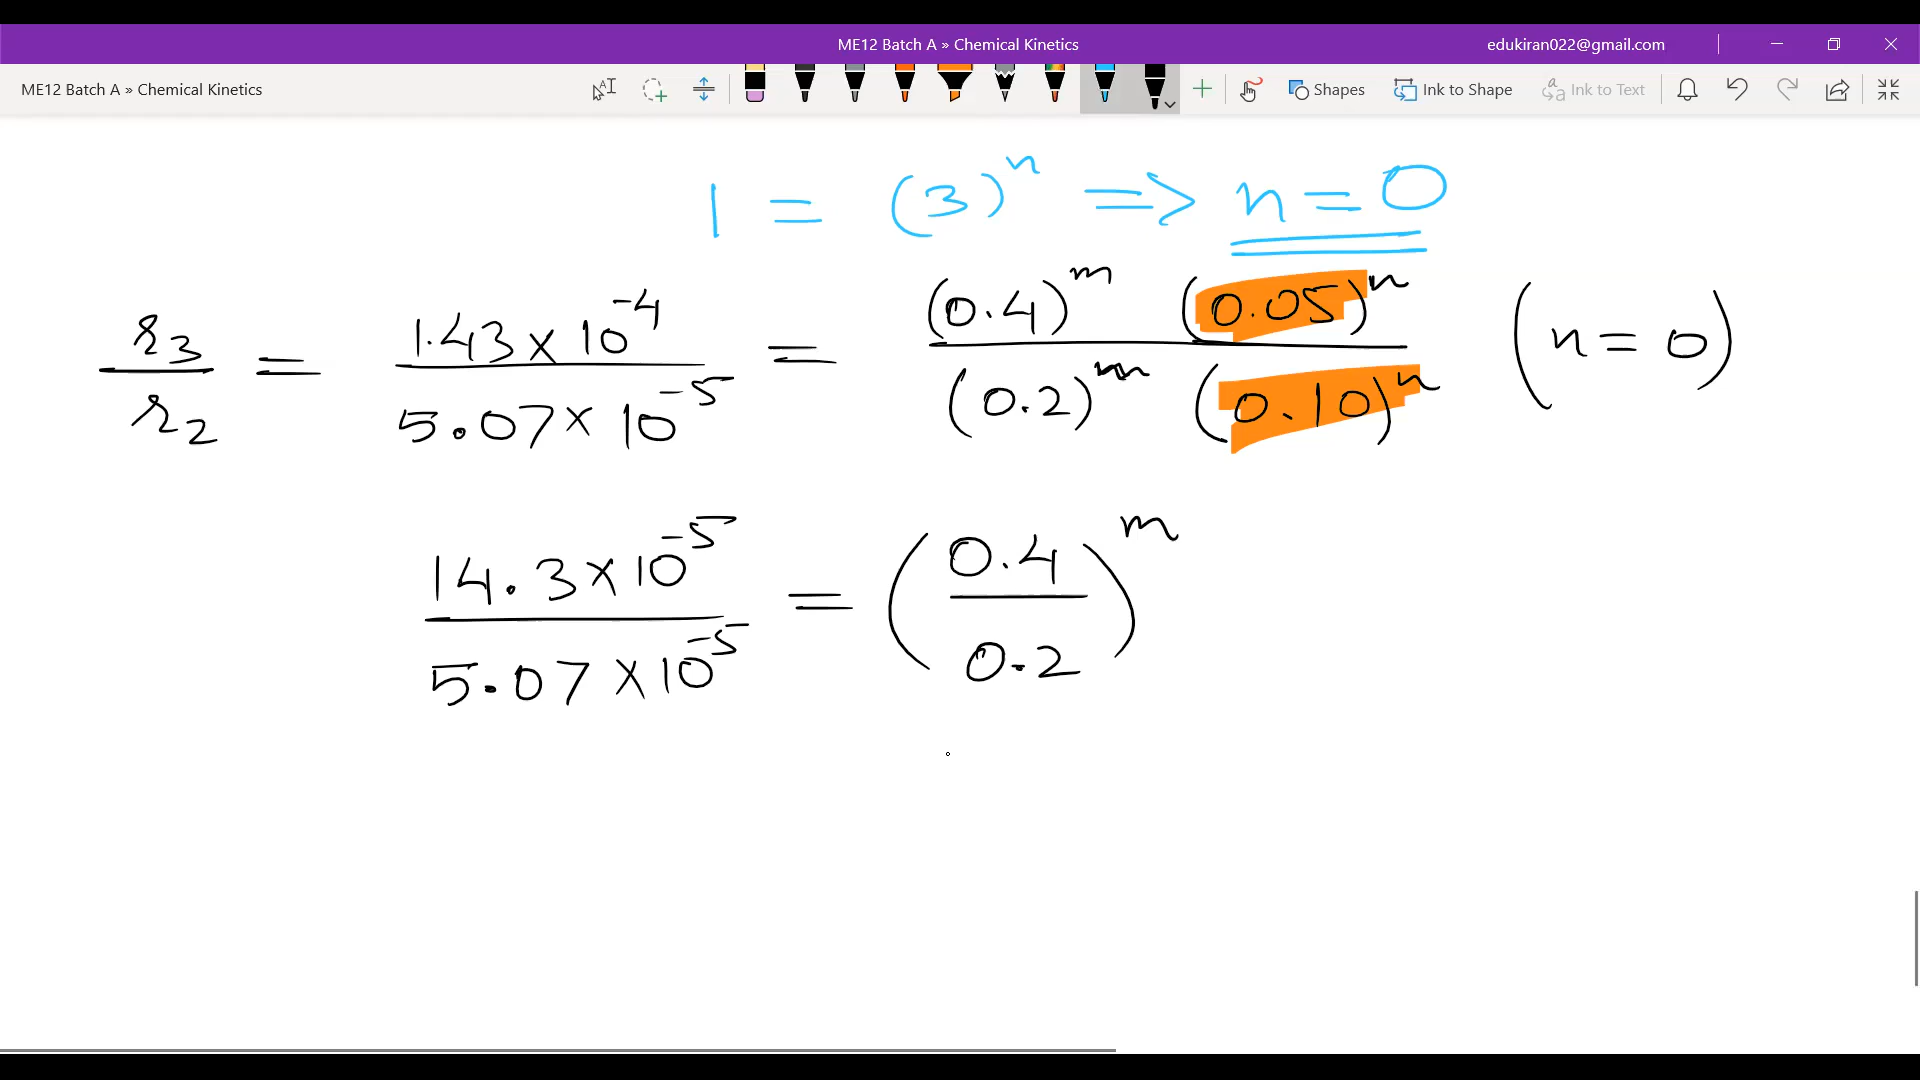 ME12 Batch A » Chemical Kinetics
edukiran022@gmail.com
ME12 Batch A » Chemical Kinetics
Shapes
Ink to Shape
Ink to Text
1 = (3)^n => n = 0
r3/r2 = (1.43 × 10^-4)/(5.07 × 10^-5) = ((0.4)^m (0.05)^n)/((0.2)^m (0.10)^n) (n = 0)
(14.3 × 10^-5)/(5.07 × 10^-5) = (0.4/0.2)^m